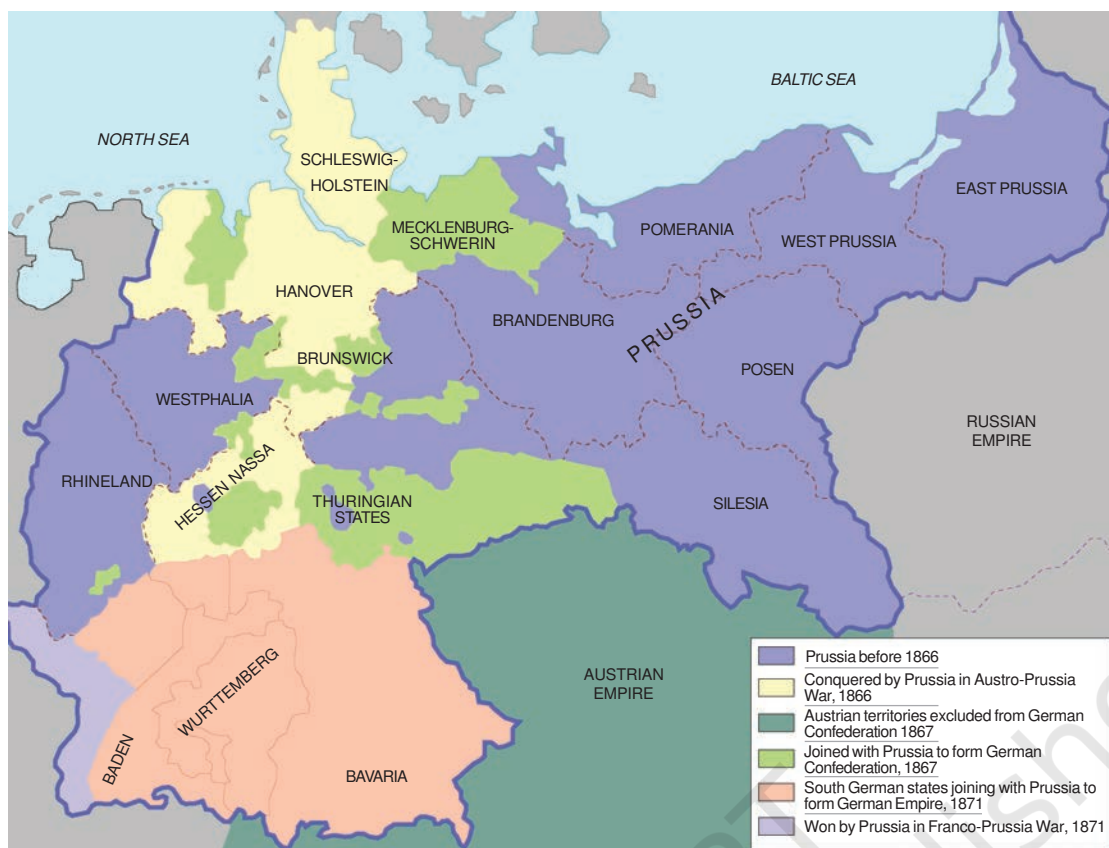 BALTIC SEA
NORTH SEA
SCHLESWIG-
HOLSTEIN
EAST PRUSSIA
MECKLENBURG-
SCHWERIN
POMERANIA
WEST PRUSSIA
HANOVER
BRANDENBURG
PRUSSIA
BRUNSWICK
POSEN
WESTPHALIA
RUSSIAN
EMPIRE
RHINELAND
HESSEN NASSA
THURINGIAN
STATES
SILESIA
AUSTRIAN
EMPIRE
WURTTEMBERG
BADEN
BAVARIA
Prussia before 1866
Conquered by Prussia in Austro-Prussia
War, 1866
Austrian territories excluded from German
Confederation 1867
Joined with Prussia to form German
Confederation, 1867
South German states joining with Prussia to
form German Empire, 1871
Won by Prussia in Franco-Prussia War, 1871